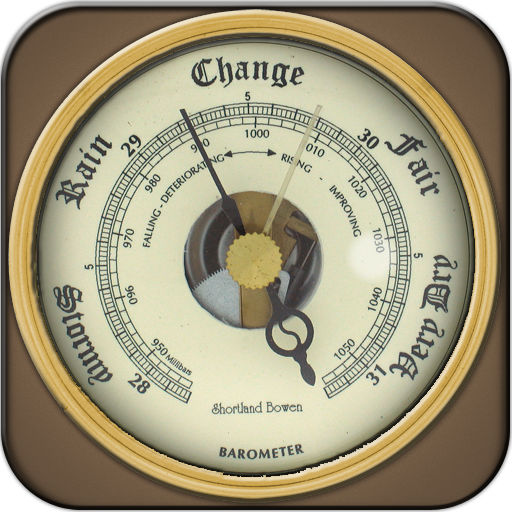 Change
Rain
Fair
Stormy
Very Dry
28
5
29
5
30
5
31
950 Millibars
960
970
980
990
1000
1010
1020
1030
1040
1050
FALLING - DETERIORATING
RISING - IMPROVING
Shortland Bowen
BAROMETER